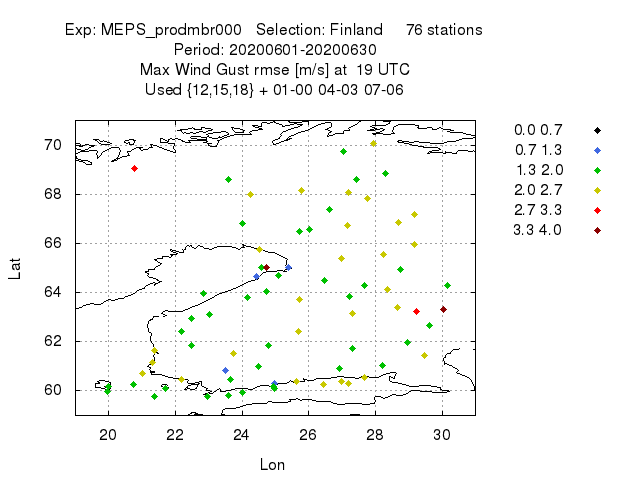 Exp: MEPS_prodmbr000 Selection: Finland 76 stations
Period: 20200601-20200630
Max Wind Gust rmse [m/s] at 19 UTC
Used {12,15,18} + 01-00 04-03 07-06
0.0 0.7
0.7 1.3
1.3 2.0
2.0 2.7
2.7 3.3
3.3 4.0
70
68
66
64
62
60
Lat
20 22 24 26 28 30
Lon